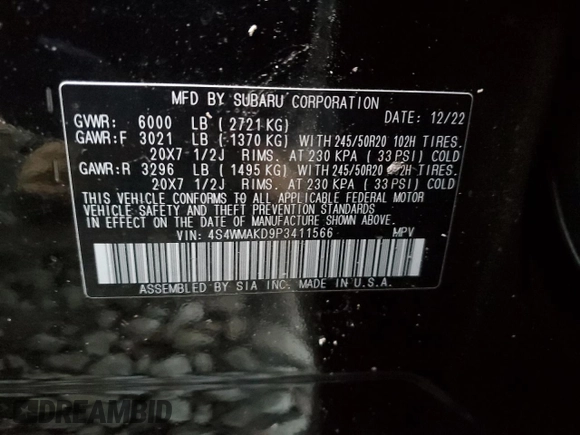 MFD BY SUBARU CORPORATION
GVWR: 6000 LB ( 2721 KG) DATE: 12/22
GAWR:F 3021 LB ( 1370 KG) WITH 245/50R20 102H TIRES.
20X7 1/2J RIMS. AT 230 KPA ( 33 PSI) COLD
GAWR:R 3296 LB ( 1495 KG) WITH 245/50R20 TIRES.
20X7 1/2J RIMS. AT 230 KPA ( 33 PSI) COLD
THIS VEHICLE CONFORMS TO ALL APPLICABLE FEDERAL MOTOR
VEHICLE SAFETY AND THEFT PREVENTION STANDARDS
IN EFFECT ON THE DATE OF MANUFACTURE SHOWN ABOVE.
VIN: 4S4WMAKD9P3411566 MPV
ASSEMBLED BY SIA INC. MADE IN U.S.A.
DREAMBID